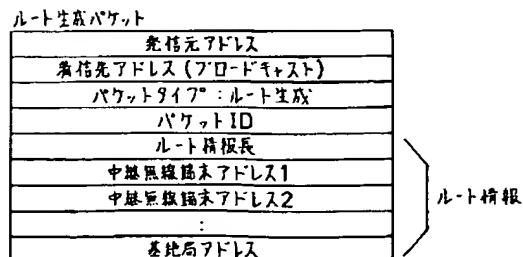 ルート生成パケット
発信元アドレス
着信先アドレス(ブロードキャスト)
パケットタイプ:ルート生成
パケットID
ルート情報長
中継無線端末アドレス1
中継無線端末アドレス2
:
基地局アドレス
ルート情報